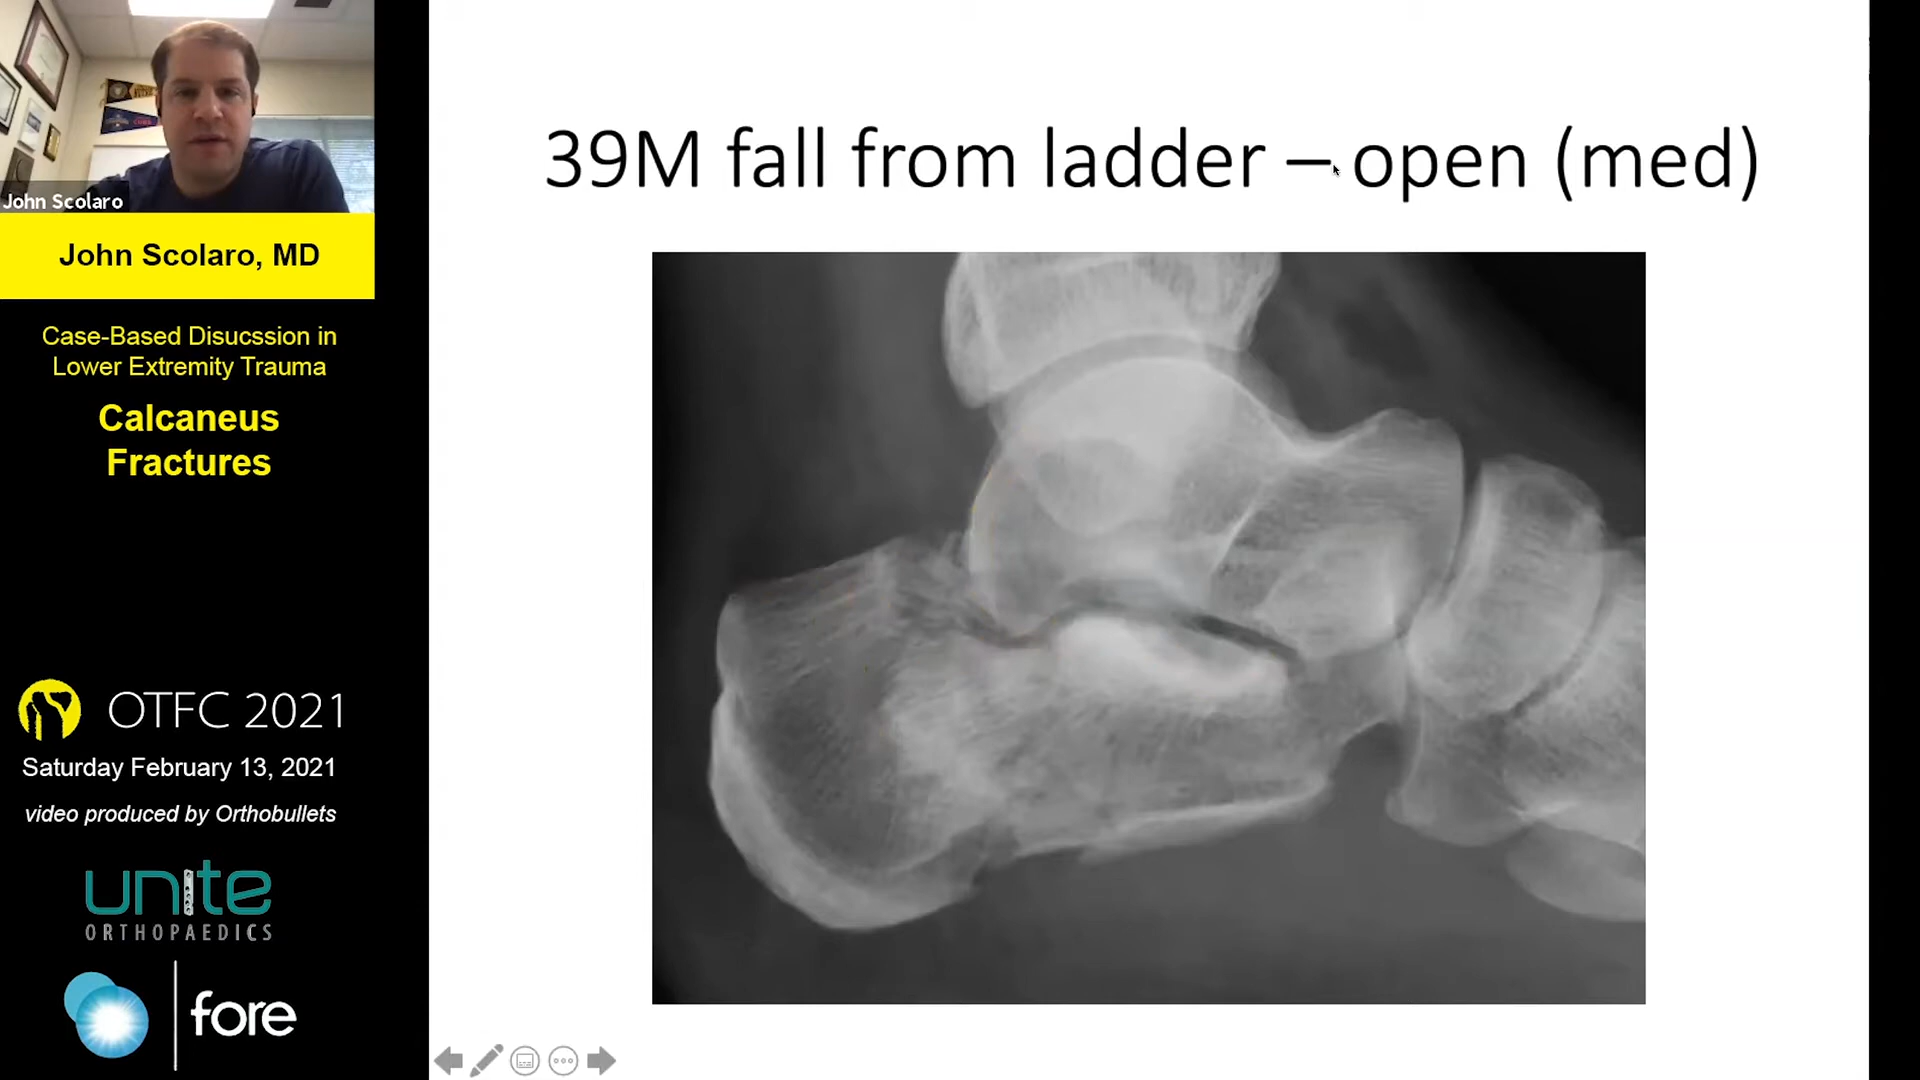 John Scolaro
John Scolaro, MD
Case-Based Disucssion in
Lower Extremity Trauma
Calcaneus
Fractures
OTFC 2021
Saturday February 13, 2021
video produced by Orthobullets
unite
ORTHOPAEDICS
fore
39M fall from ladder – open (med)